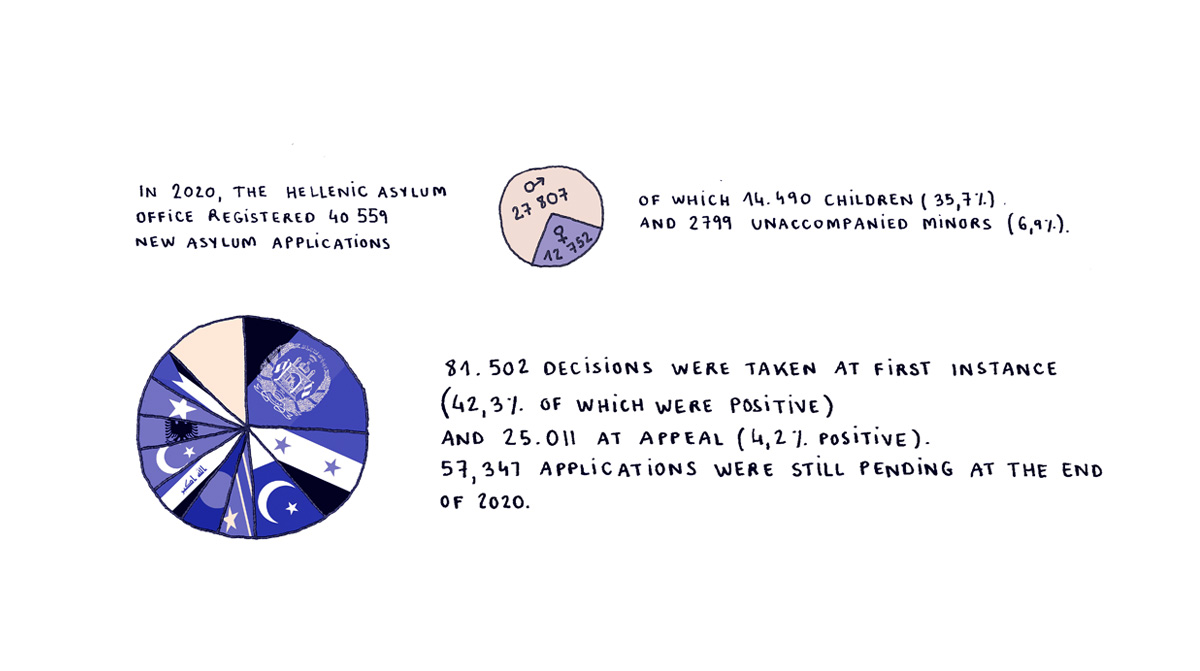 IN 2020, THE HELLENIC ASYLUM
OFFICE REGISTERED 40 559
NEW ASYLUM APPLICATIONS
♂
27 807
♀
12 752
OF WHICH 14.490 CHILDREN (35,7%).
AND 2799 UNACCOMPANIED MINORS (6,9%).
81.502 DECISIONS WERE TAKEN AT FIRST INSTANCE
(42,3% OF WHICH WERE POSITIVE)
AND 25.011 AT APPEAL (4,2% POSITIVE).
57,347 APPLICATIONS WERE STILL PENDING AT THE END
OF 2020.